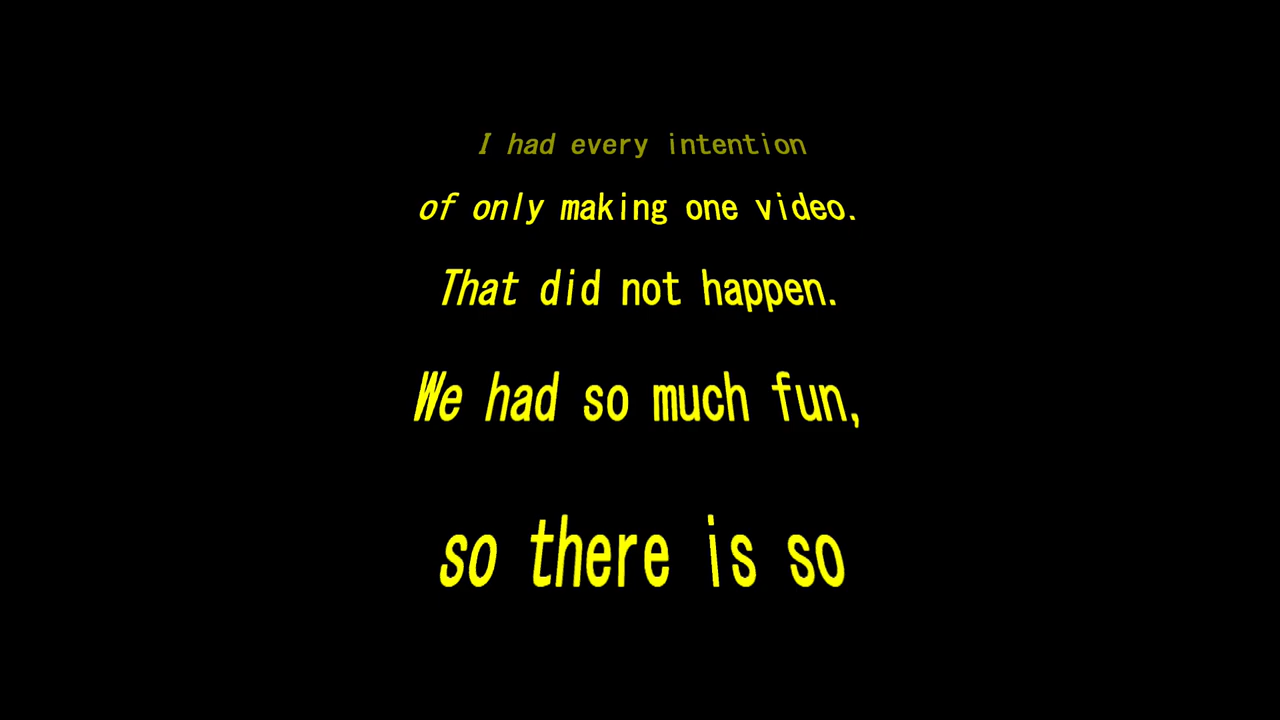 I had every intention
of only making one video.
That did not happen.
We had so much fun,
so there is so